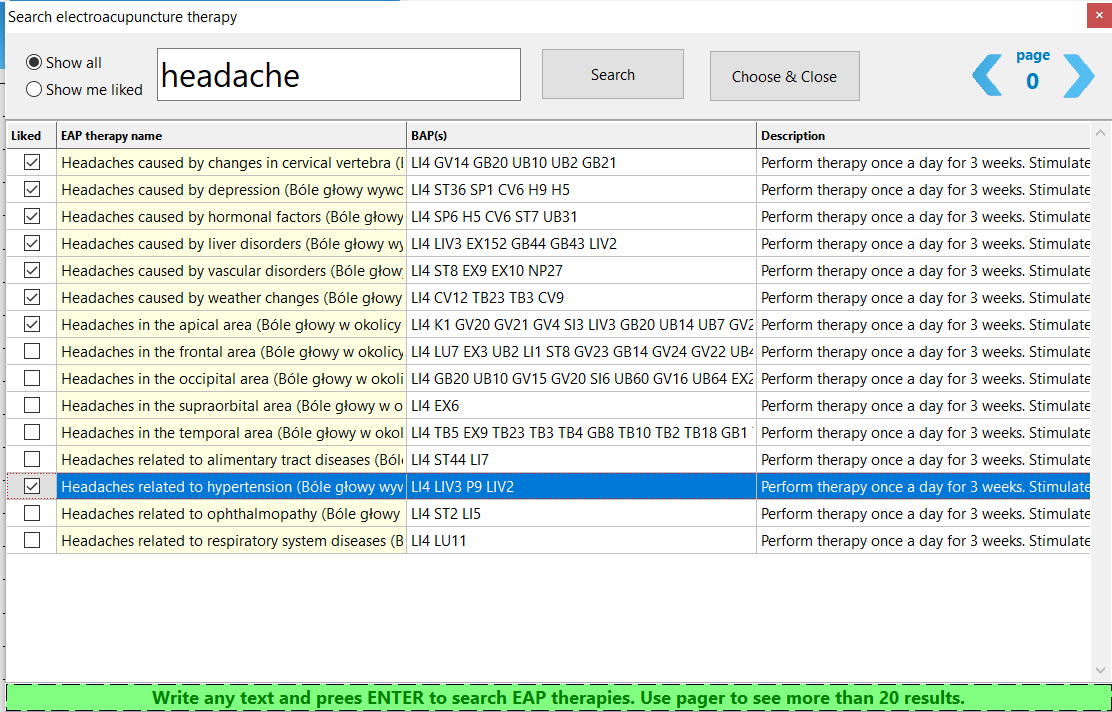 Search electroacupuncture therapy
Show all
Show me liked
headache
Search
Choose & Close
page
0
Liked EAP therapy name BAP(s) Description
Headaches caused by changes in cervical vertebra ( LI4 GV14 GB20 UB10 UB2 GB21 Perform therapy once a day for 3 weeks. Stimulate
Headaches caused by depression (Bóle głowy wywo LI4 ST36 SP1 CV6 H9 H5 Perform therapy once a day for 3 weeks. Stimulate
Headaches caused by hormonal factors (Bóle głowy LI4 SP6 H5 CV6 ST7 UB31 Perform therapy once a day for 3 weeks. Stimulate
Headaches caused by liver disorders (Bóle głowy wy LI4 LIV3 EX152 GB44 GB43 LIV2 Perform therapy once a day for 3 weeks. Stimulate
Headaches caused by vascular disorders (Bóle głowy LI4 ST8 EX9 EX10 NP27 Perform therapy once a day for 3 weeks. Stimulate
Headaches caused by weather changes (Bóle głowy LI4 CV12 TB23 TB3 CV9 Perform therapy once a day for 3 weeks. Stimulate
Headaches in the apical area (Bóle głowy w okolicy LI4 K1 GV20 GV21 GV4 SI3 LIV3 GB20 UB14 UB7 GV2 Perform therapy once a day for 3 weeks. Stimulate
Headaches in the frontal area (Bóle głowy w okolicy LI4 LU7 EX3 UB2 LI1 ST8 GV23 GB14 GV24 GV22 UB4 Perform therapy once a day for 3 weeks. Stimulate
Headaches in the occipital area (Bóle głowy w okoli LI4 GB20 UB10 GV15 GV20 SI6 UB60 GV16 UB64 EX2 Perform therapy once a day for 3 weeks. Stimulate
Headaches in the supraorbital area (Bóle głowy w o LI4 EX6 Perform therapy once a day for 3 weeks. Stimulate
Headaches in the temporal area (Bóle głowy w okol LI4 TB5 EX9 TB23 TB3 TB4 GB8 TB10 TB2 TB18 GB1 Perform therapy once a day for 3 weeks. Stimulate
Headaches related to alimentary tract diseases (Ból LI4 ST44 LI7 Perform therapy once a day for 3 weeks. Stimulate
Headaches related to hypertension (Bóle głowy wyw LI4 LIV3 P9 LIV2 Perform therapy once a day for 3 weeks. Stimulate
Headaches related to ophthalmopathy (Bóle głowy LI4 ST2 LI5 Perform therapy once a day for 3 weeks. Stimulate
Headaches related to respiratory system diseases (B LI4 LU11 Perform therapy once a day for 3 weeks. Stimulate
Write any text and prees ENTER to search EAP therapies. Use pager to see more than 20 results.